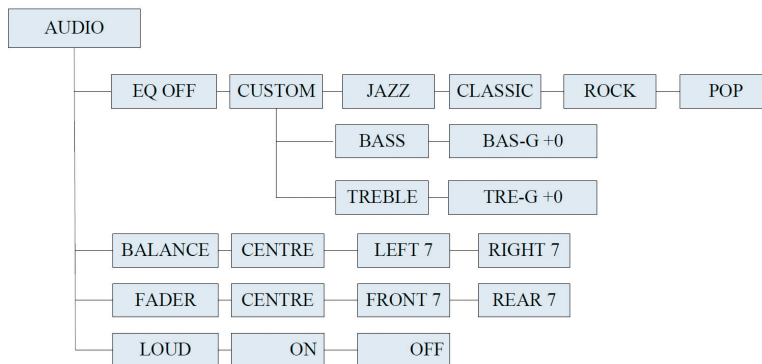 AUDIO
EQ OFF CUSTOM JAZZ CLASSIC ROCK POP
BASS BAS-G +0
TREBLE TRE-G +0
BALANCE CENTRE LEFT 7 RIGHT 7
FADER CENTRE FRONT 7 REAR 7
LOUD ON OFF